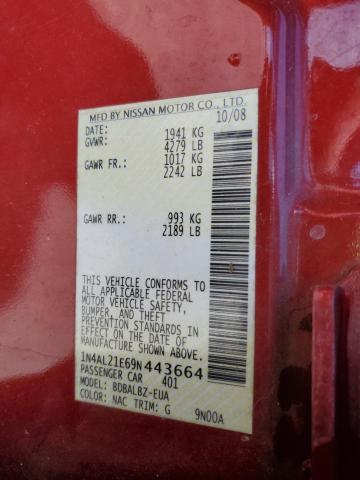 MFD BY NISSAN MOTOR CO., LTD.
DATE: 10/08
GVWR: 1941 KG
4279 LB
GAWR FR: 1017 KG
2242 LB
GAWR RR: 993 KG
2189 LB
THIS VEHICLE CONFORMS TO
ALL APPLICABLE FEDERAL
MOTOR VEHICLE SAFETY,
BUMPER, AND THEFT
PREVENTION STANDARDS IN
EFFECT ON THE DATE OF
MANUFACTURE SHOWN ABOVE.
1N4AL21E69N443664
PASSENGER CAR 401
MODEL: BDBALBZ-EUA
COLOR: NAC TRIM: G 9N00A